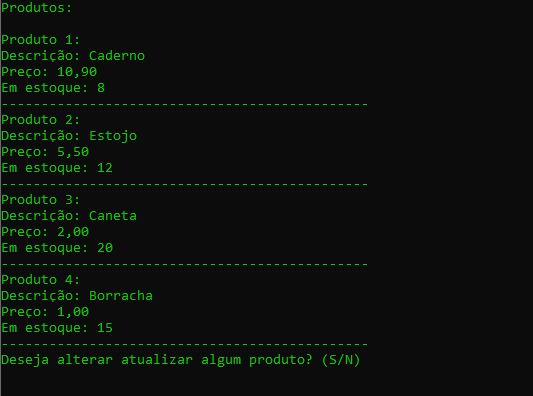 Produtos:
Produto 1:
Descrição: Caderno
Preço: 10,90
Em estoque: 8
----------------------------------------------
Produto 2:
Descrição: Estojo
Preço: 5,50
Em estoque: 12
----------------------------------------------
Produto 3:
Descrição: Caneta
Preço: 2,00
Em estoque: 20
----------------------------------------------
Produto 4:
Descrição: Borracha
Preço: 1,00
Em estoque: 15
----------------------------------------------
Deseja alterar atualizar algum produto? (S/N)